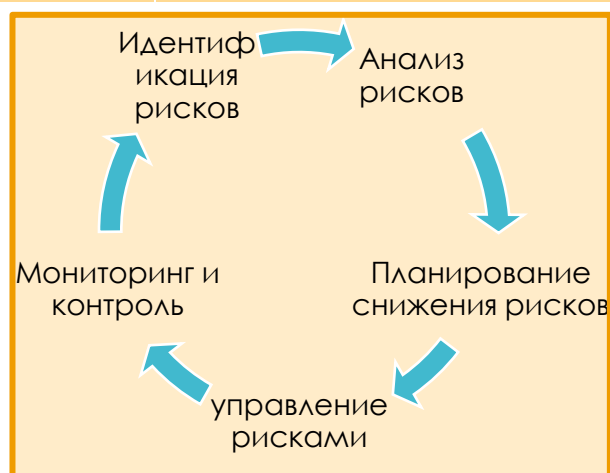 Идентиф
икация
рисков
Анализ
рисков
Планирование
снижения рисков
управление
рисками
Мониторинг и
контроль